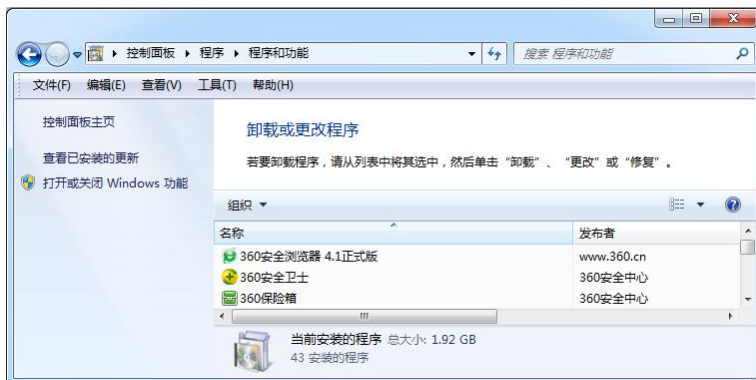 控制面板 ▸ 程序 ▸ 程序和功能
搜索 程序和功能
文件(F) 编辑(E) 查看(V) 工具(T) 帮助(H)
控制面板主页
查看已安装的更新
打开或关闭 Windows 功能
卸载或更改程序
若要卸载程序，请从列表中将其选中，然后单击“卸载”、“更改”或“修复”。
组织
名称 发布者
360安全浏览器 4.1正式版 www.360.cn
360安全卫士 360安全中心
360保险箱 360安全中心
当前安装的程序 总大小: 1.92 GB
43 安装的程序